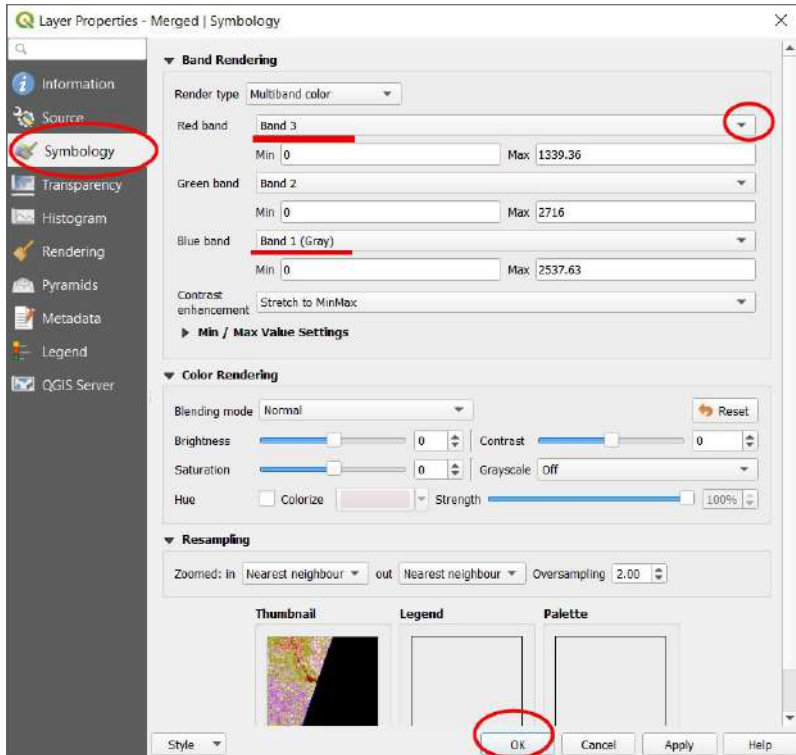 Layer Properties - Merged | Symbology
Information
Source
Symbology
Transparency
Histogram
Rendering
Pyramids
Metadata
Legend
QGIS Server
Band Rendering
Render type Multiband color
Red band Band 3
Min 0 Max 1339.36
Green band Band 2
Min 0 Max 2716
Blue band Band 1 (Gray)
Min 0 Max 2537.63
Contrast
enhancement Stretch to MinMax
Min / Max Value Settings
Color Rendering
Blending mode Normal Reset
Brightness 0 Contrast 0
Saturation 0 Grayscale Off
Hue Colorize Strength 100%
Resampling
Zoomed: in Nearest neighbour out Nearest neighbour Oversampling 2.00
Thumbnail Legend Palette
Style OK Cancel Apply Help